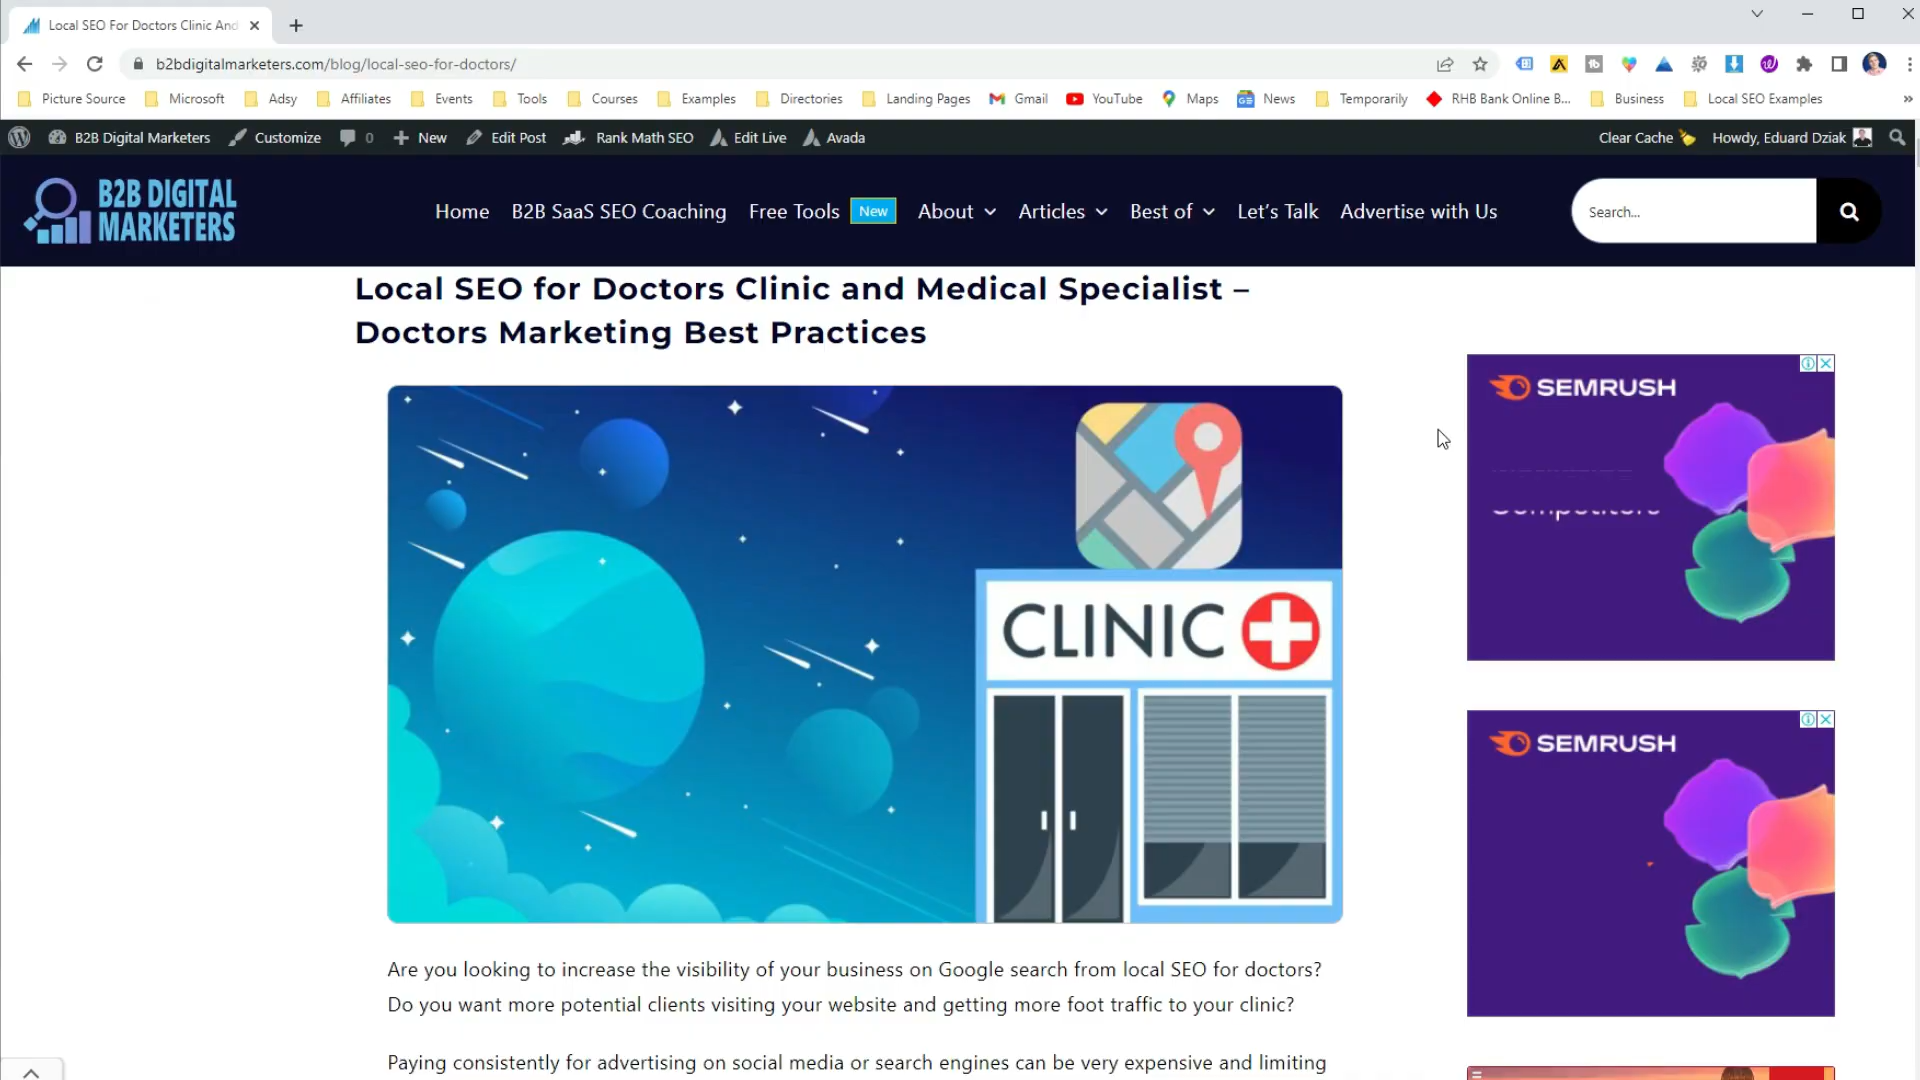 Local SEO For Doctors Clinic And
b2bdigitalmarketers.com/blog/local-seo-for-doctors/
Picture Source Microsoft Adsy Affiliates Events Tools Courses Examples Directories Landing Pages Gmail YouTube Maps News Temporarily RHB Bank Online B... Business Local SEO Examples »
B2B Digital Marketers Customize 0 New Edit Post Rank Math SEO Edit Live Avada Clear Cache Howdy, Eduard Dziak
B2B DIGITAL
MARKETERS
Home B2B SaaS SEO Coaching Free Tools New About Articles Best of Let's Talk Advertise with Us Search...
Local SEO for Doctors Clinic and Medical Specialist –
Doctors Marketing Best Practices
SEMRUSH
CLINIC
SEMRUSH
Are you looking to increase the visibility of your business on Google search from local SEO for doctors?
Do you want more potential clients visiting your website and getting more foot traffic to your clinic?
Paying consistently for advertising on social media or search engines can be very expensive and limiting